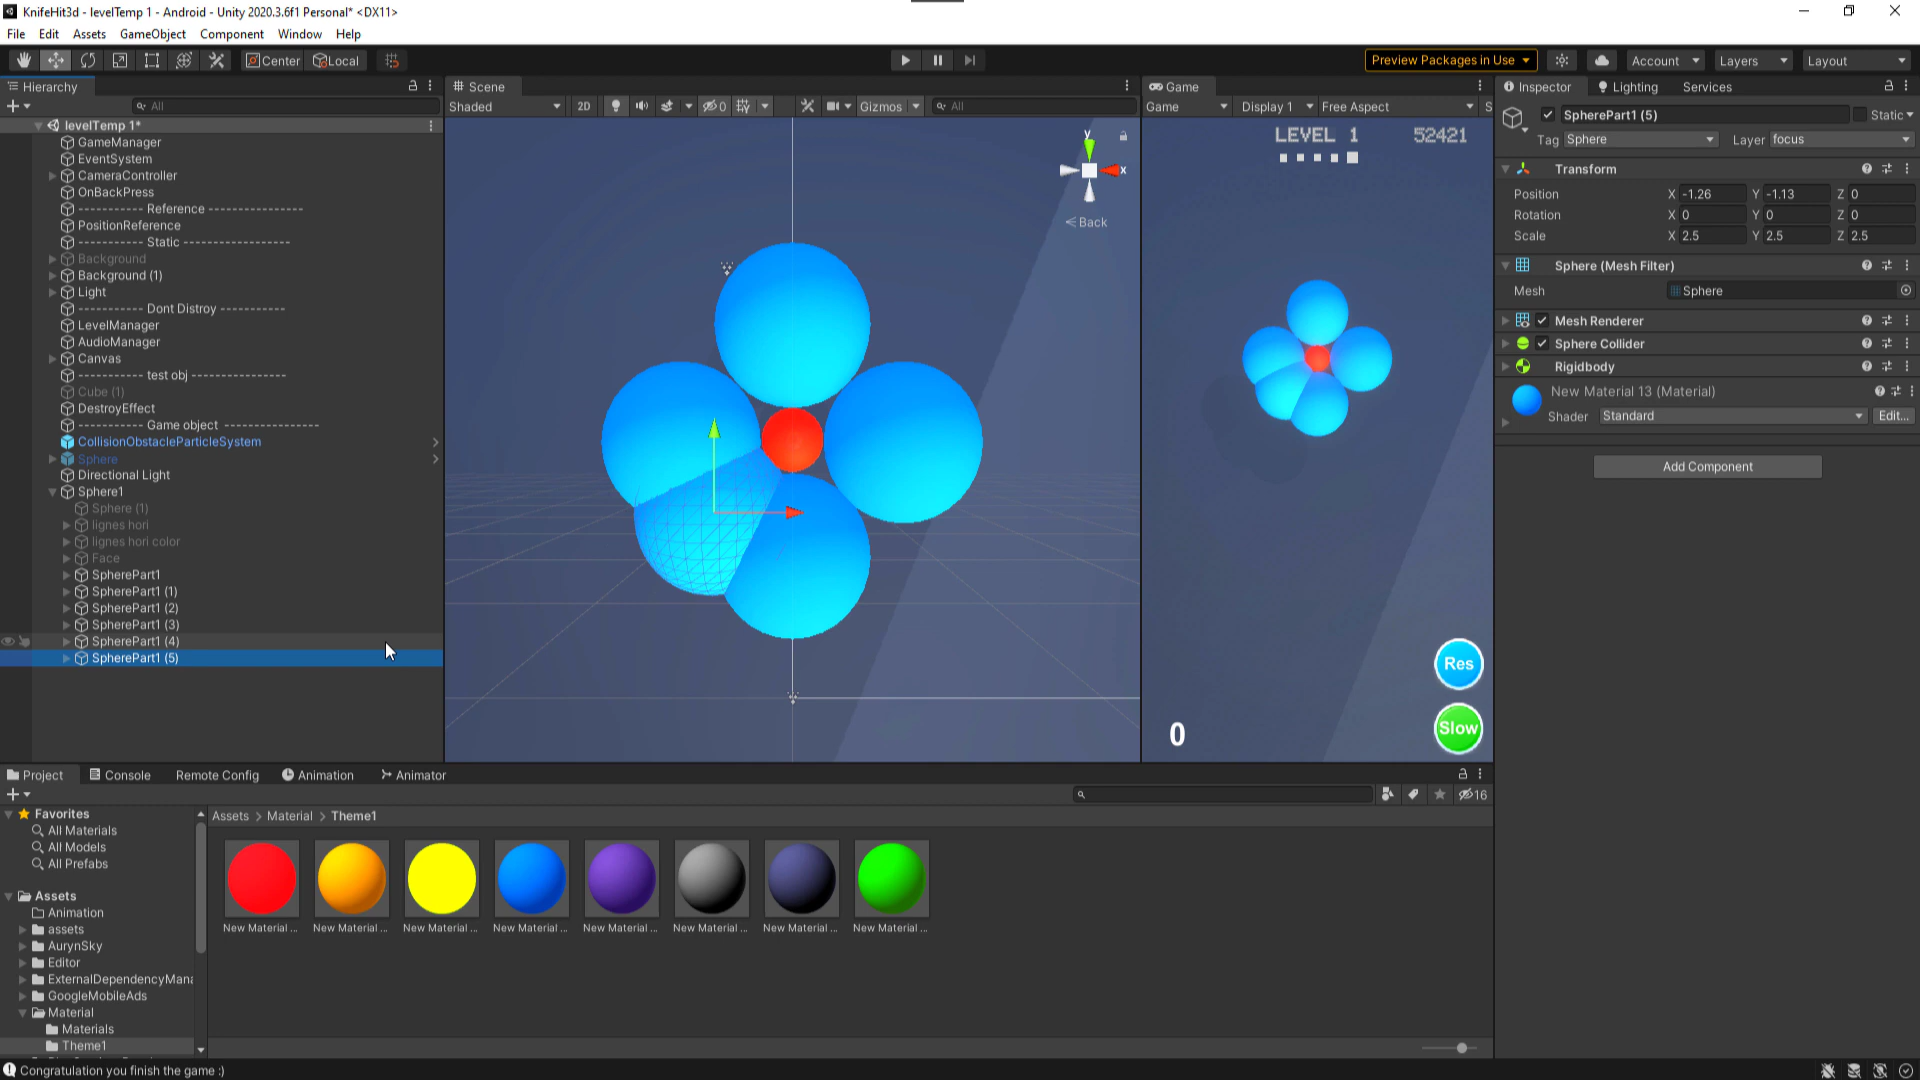 KnifeHit3d - levelTemp 1 - Android - Unity 2020.3.6f1 Personal* <DX11>
File Edit Assets GameObject Component Window Help
Center Local
Preview Packages in Use Account Layers Layout
Hierarchy
All
levelTemp 1*
GameManager
EventSystem
CameraController
OnBackPress
----------- Reference ----------------
PositionReference
----------- Static ------------------
Background
Background (1)
Light
----------- Dont Distroy -----------
LevelManager
AudioManager
Canvas
----------- test obj ----------------
Cube (1)
DestroyEffect
----------- Game object ----------------
CollisionObstacleParticleSystem
Sphere
Directional Light
Sphere1
Sphere (1)
lignes hori
lignes hori color
Face
SpherePart1
SpherePart1 (1)
SpherePart1 (2)
SpherePart1 (3)
SpherePart1 (4)
SpherePart1 (5)
Scene
Shaded 2D 0 Gizmos All
y
x
Back
Game
Game Display 1 Free Aspect S
LEVEL 1 52421
Res
Slow
0
Inspector Lighting Services
SpherePart1 (5) Static
Tag Sphere Layer focus
Transform
Position X -1.26 Y -1.13 Z 0
Rotation X 0 Y 0 Z 0
Scale X 2.5 Y 2.5 Z 2.5
Sphere (Mesh Filter)
Mesh Sphere
Mesh Renderer
Sphere Collider
Rigidbody
New Material 13 (Material)
Shader Standard Edit...
Add Component
Project Console Remote Config Animation Animator
16
Favorites
All Materials
All Models
All Prefabs
Assets
Animation
assets
AurynSky
Editor
ExternalDependencyMana
GoogleMobileAds
Material
Materials
Theme1
Assets > Material > Theme1
New Material ... New Material ... New Material ... New Material ... New Material ... New Material ... New Material ... New Material ...
Congratulation you finish the game :)